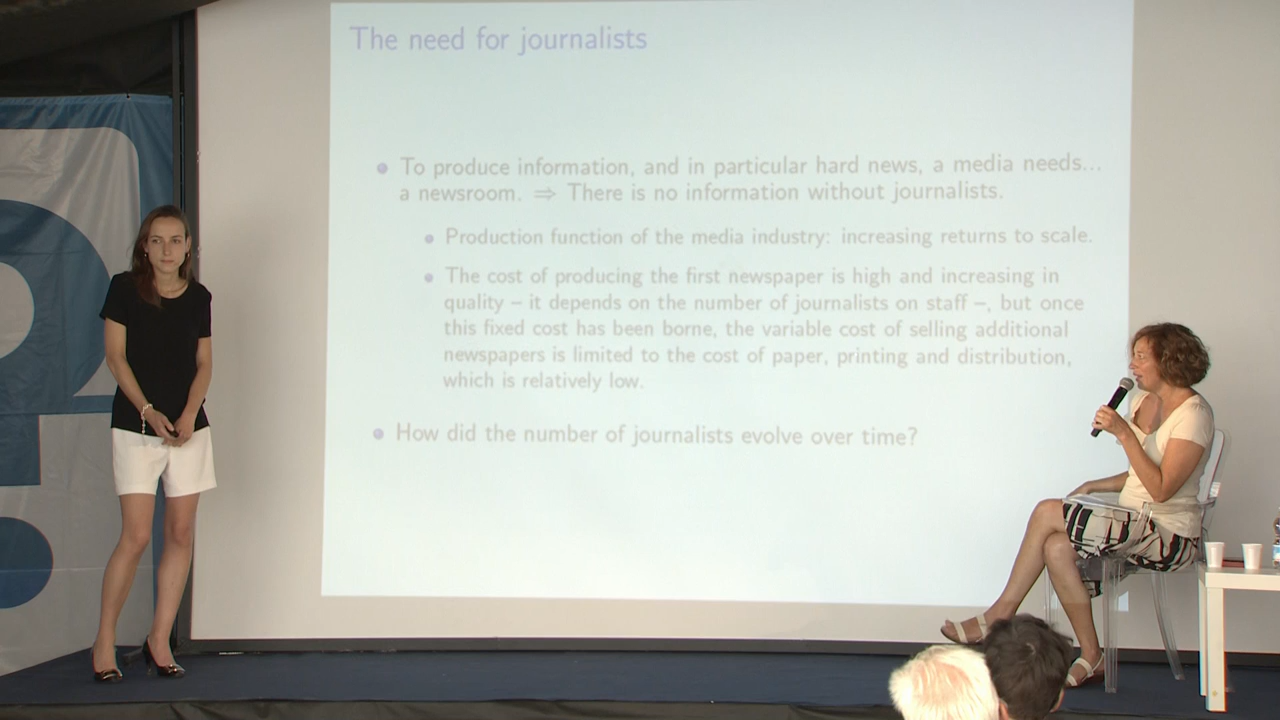 The need for journalists
To produce information, and in particular hard news, a media needs...
a newsroom. ⇒ There is no information without journalists.
Production function of the media industry: increasing returns to scale.
The cost of producing the first newspaper is high and increasing in
quality – it depends on the number of journalists on staff –, but once
this fixed cost has been borne, the variable cost of selling additional
newspapers is limited to the cost of paper, printing and distribution,
which is relatively low.
How did the number of journalists evolve over time?